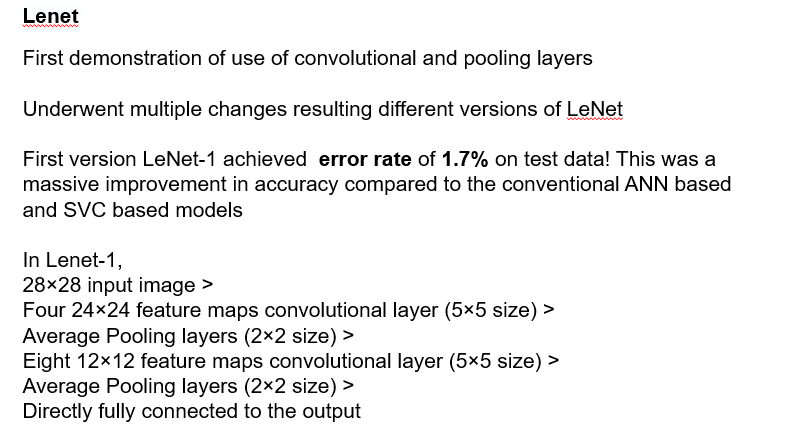 Lenet
First demonstration of use of convolutional and pooling layers
Underwent multiple changes resulting different versions of LeNet
First version LeNet-1 achieved  error rate of 1.7% on test data! This was a
massive improvement in accuracy compared to the conventional ANN based
and SVC based models
In Lenet-1,
28×28 input image >
Four 24×24 feature maps convolutional layer (5×5 size) >
Average Pooling layers (2×2 size) >
Eight 12×12 feature maps convolutional layer (5×5 size) >
Average Pooling layers (2×2 size) >
Directly fully connected to the output